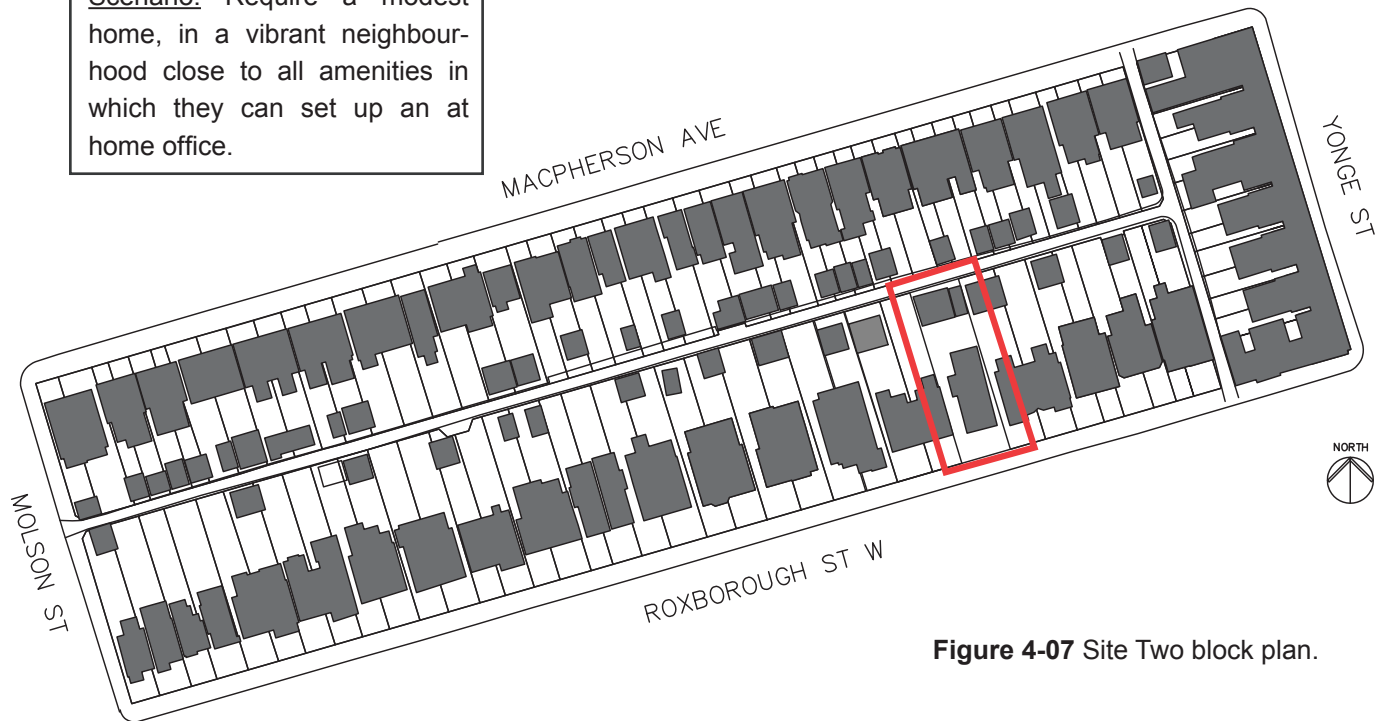 Scenario: Require a modest
home, in a vibrant neighbour-
hood close to all amenities in
which they can set up an at
home office.
MACPHERSON AVE
YONGE ST
MOLSON ST
ROXBOROUGH ST W
NORTH
Figure 4-07 Site Two block plan.